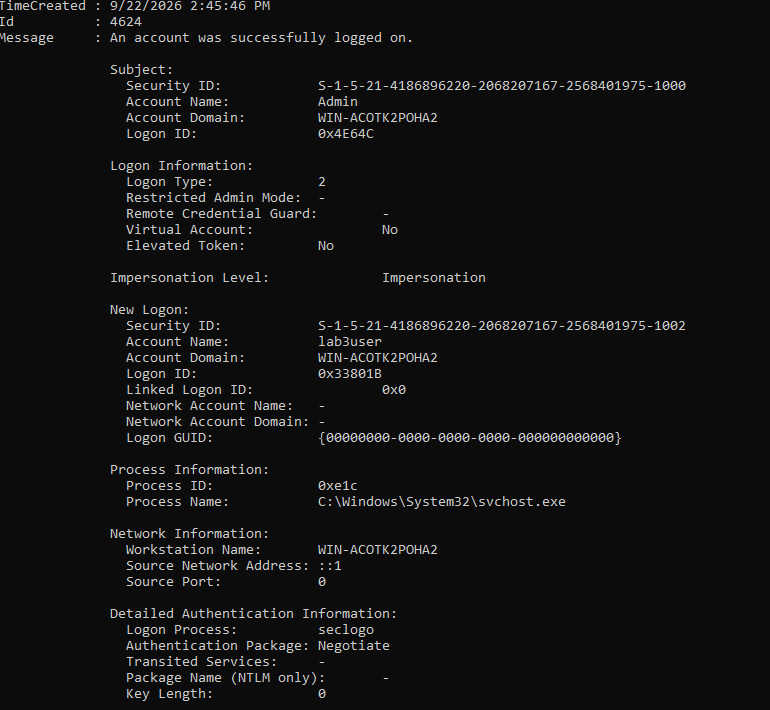 TimeCreated : 9/22/2026 2:45:46 PM
Id : 4624
Message : An account was successfully logged on.
Subject:
Security ID: S-1-5-21-4186896220-2068207167-2568401975-1000
Account Name: Admin
Account Domain: WIN-ACOTK2POHA2
Logon ID: 0x4E64C
Logon Information:
Logon Type: 2
Restricted Admin Mode: -
Remote Credential Guard: -
Virtual Account: No
Elevated Token: No
Impersonation Level: Impersonation
New Logon:
Security ID: S-1-5-21-4186896220-2068207167-2568401975-1002
Account Name: lab3user
Account Domain: WIN-ACOTK2POHA2
Logon ID: 0x33801B
Linked Logon ID: 0x0
Network Account Name: -
Network Account Domain: -
Logon GUID: {00000000-0000-0000-0000-000000000000}
Process Information:
Process ID: 0xe1c
Process Name: C:\Windows\System32\svchost.exe
Network Information:
Workstation Name: WIN-ACOTK2POHA2
Source Network Address: ::1
Source Port: 0
Detailed Authentication Information:
Logon Process: seclogo
Authentication Package: Negotiate
Transited Services: -
Package Name (NTLM only): -
Key Length: 0